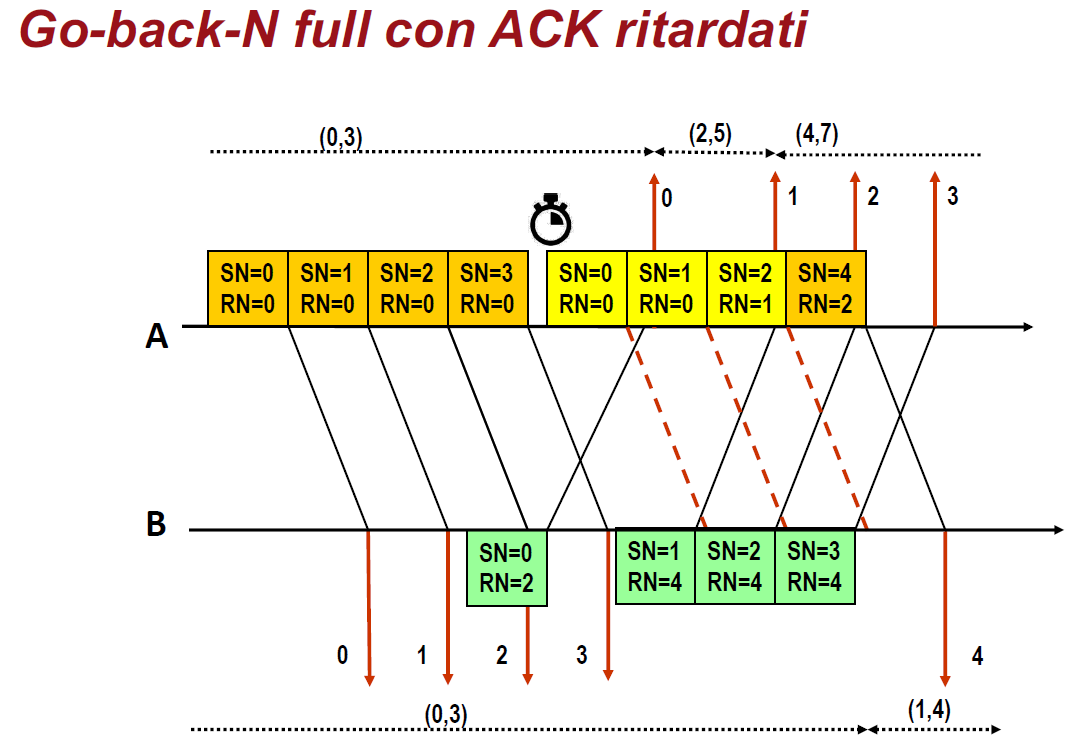 Go-back-N full con ACK ritardati
(0,3) (2,5) (4,7)
0 1 2 3
SN=0 SN=1 SN=2 SN=3 SN=0 SN=1 SN=2 SN=4
RN=0 RN=0 RN=0 RN=0 RN=0 RN=0 RN=1 RN=2
A
B
SN=0 SN=1 SN=2 SN=3
RN=2 RN=4 RN=4 RN=4
0 1 2 3 4
(0,3) (1,4)